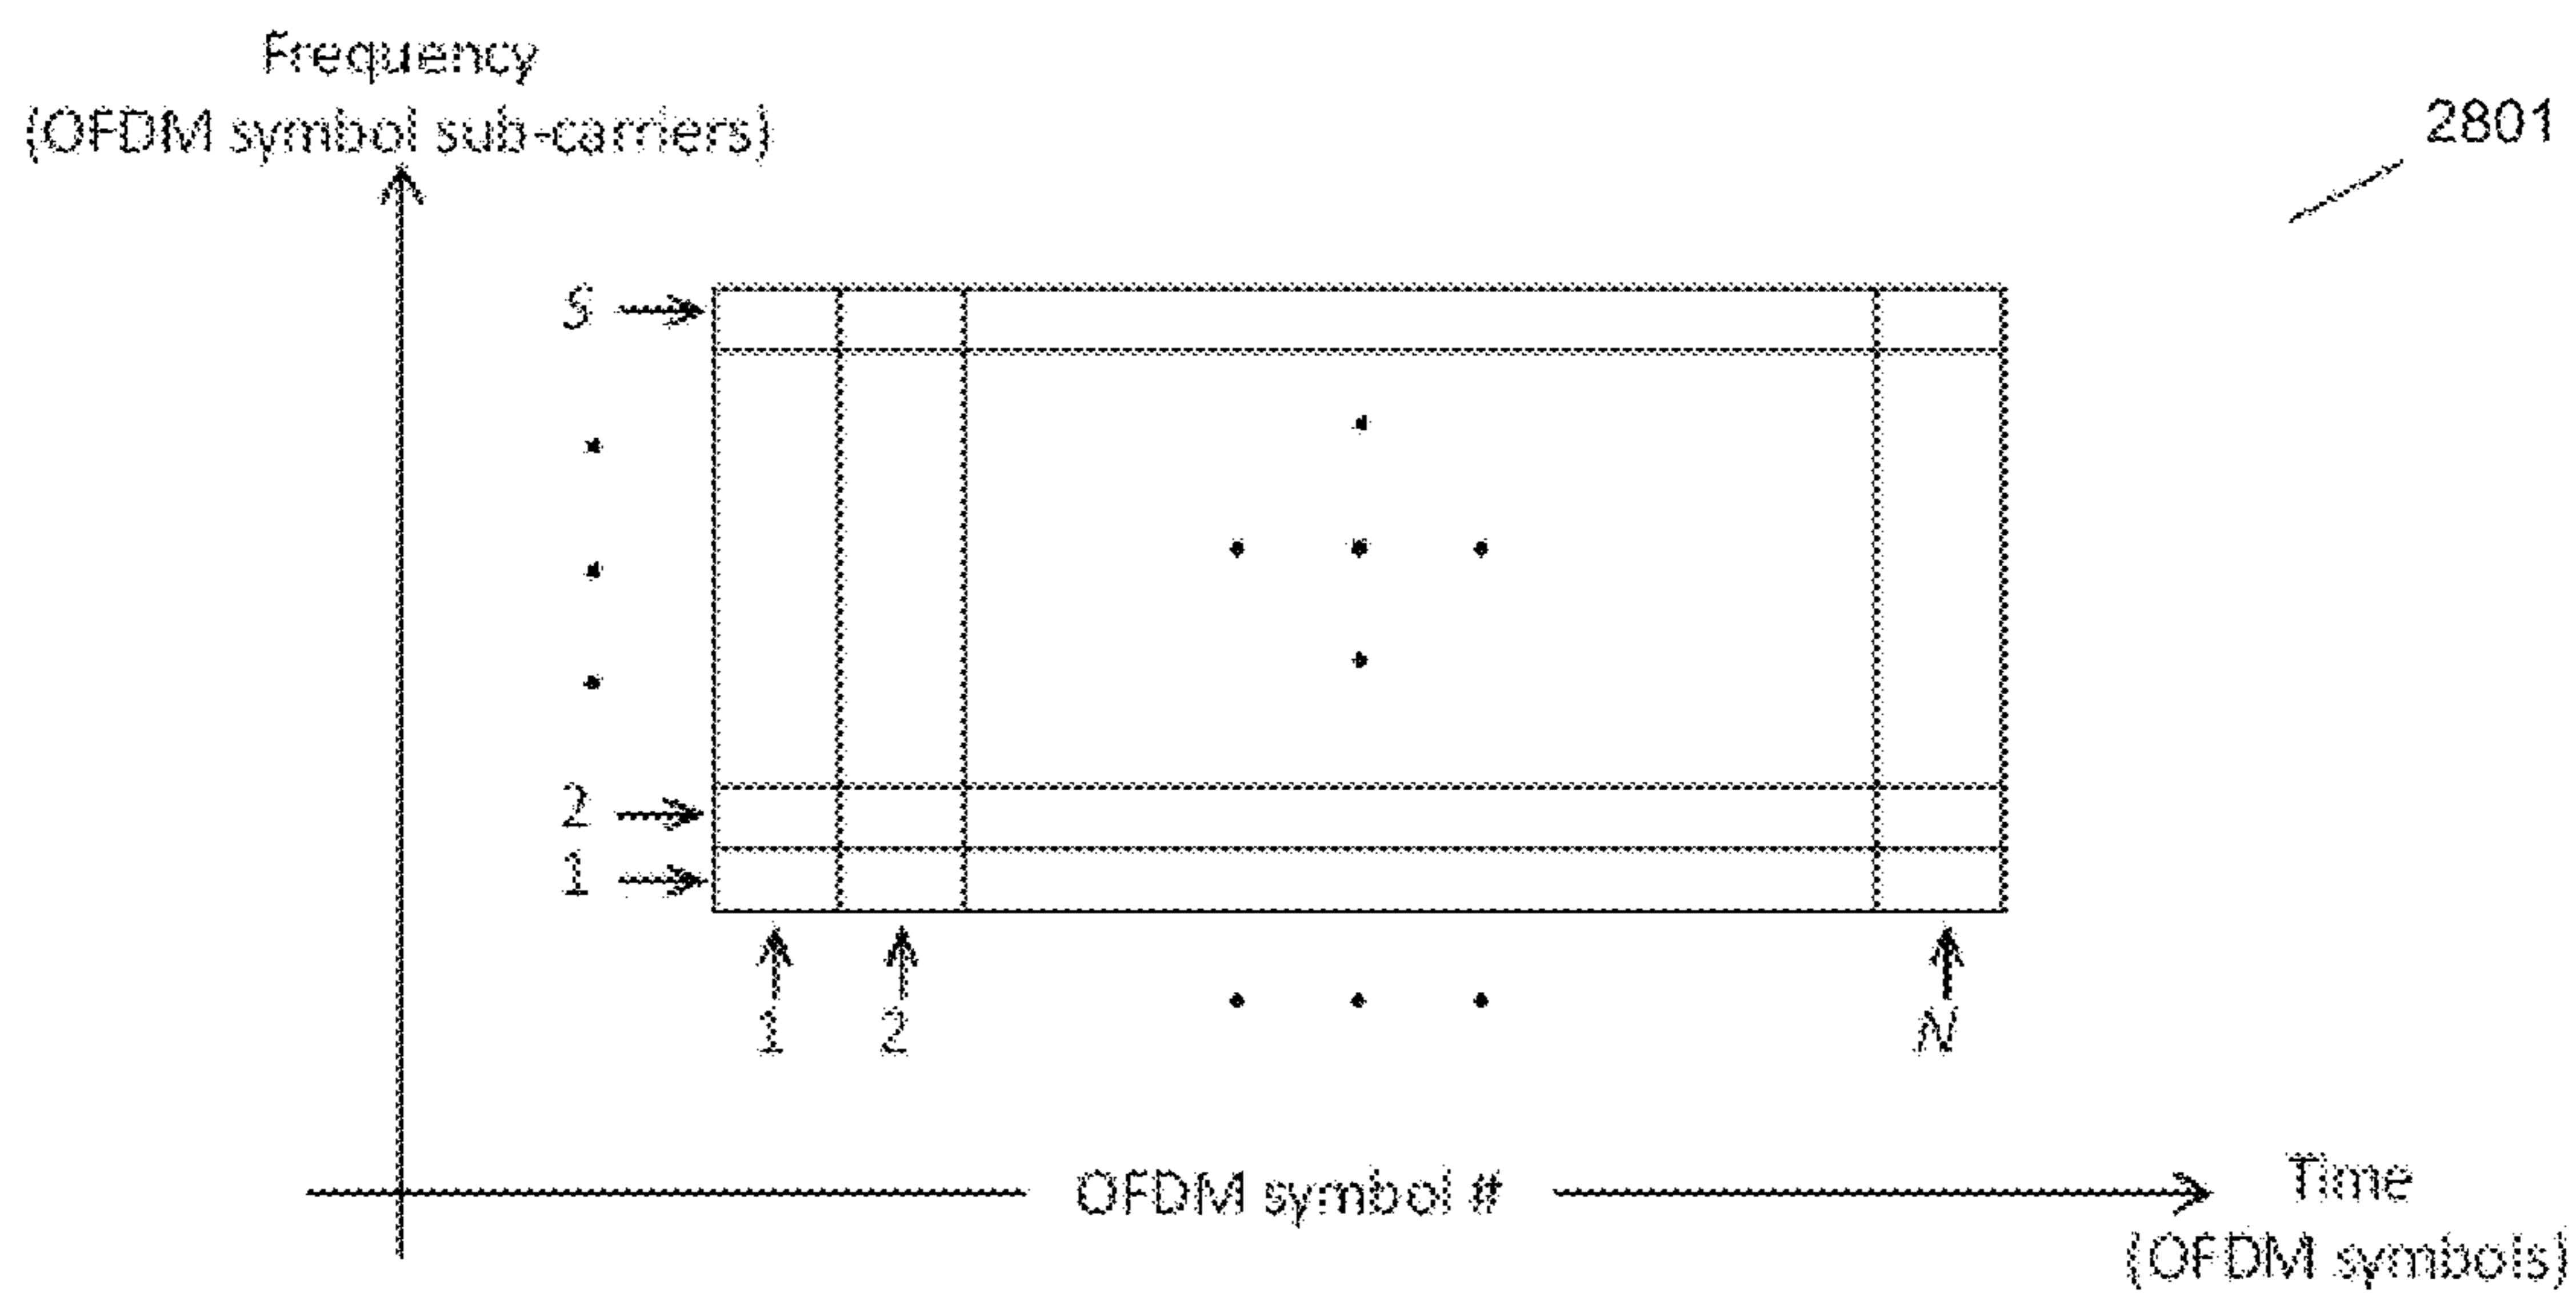 Frequency
(OFDM symbol sub-carriers)
2801
S
2
1
1 2 N
OFDM symbol #
Time
(OFDM symbols)